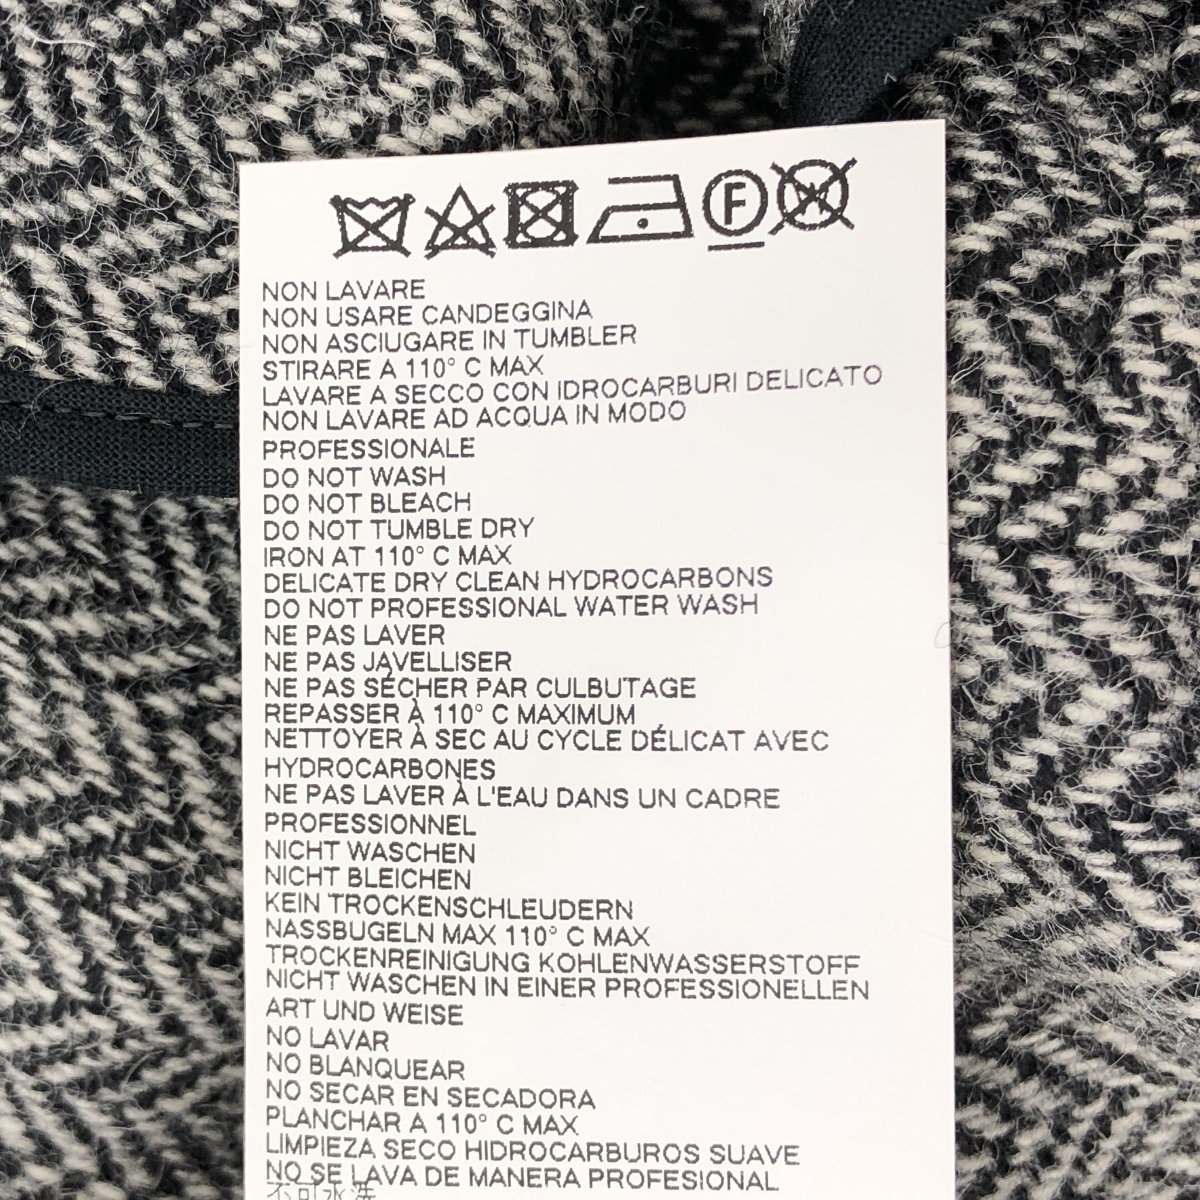 F
W
NON LAVARE
NON USARE CANDEGGINA
NON ASCIUGARE IN TUMBLER
STIRARE A 110° C MAX
LAVARE A SECCO CON IDROCARBURI DELICATO
NON LAVARE AD ACQUA IN MODO
PROFESSIONALE
DO NOT WASH
DO NOT BLEACH
DO NOT TUMBLE DRY
IRON AT 110° C MAX
DELICATE DRY CLEAN HYDROCARBONS
DO NOT PROFESSIONAL WATER WASH
NE PAS LAVER
NE PAS JAVELLISER
NE PAS SÉCHER PAR CULBUTAGE
REPASSER À 110° C MAXIMUM
NETTOYER À SEC AU CYCLE DÉLICAT AVEC
HYDROCARBONES
NE PAS LAVER À L'EAU DANS UN CADRE
PROFESSIONNEL
NICHT WASCHEN
NICHT BLEICHEN
KEIN TROCKENSCHLEUDERN
NASSBUGELN MAX 110° C MAX
TROCKENREINIGUNG KOHLENWASSERSTOFF
NICHT WASCHEN IN EINER PROFESSIONELLEN
ART UND WEISE
NO LAVAR
NO BLANQUEAR
NO SECAR EN SECADORA
PLANCHAR A 110° C MAX
LIMPIEZA SECO HIDROCARBUROS SUAVE
NO SE LAVA DE MANERA PROFESIONAL
不可水洗